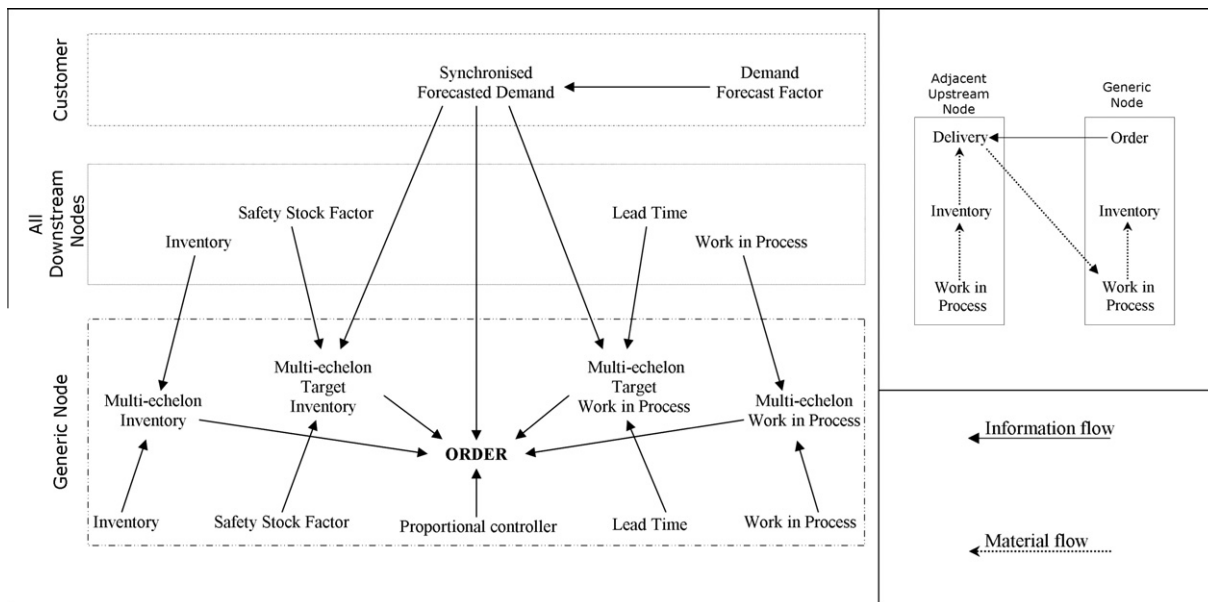 Customer
Synchronised
Forecasted Demand
Demand
Forecast Factor
All
Downstream
Nodes
Safety Stock Factor
Inventory
Lead Time
Work in Process
Generic Node
Multi-echelon
Inventory
Multi-echelon
Target
Inventory
Multi-echelon
Target
Work in Process
Multi-echelon
Work in Process
ORDER
Inventory
Safety Stock Factor
Proportional controller
Lead Time
Work in Process
Adjacent
Upstream
Node
Generic
Node
Delivery
Order
Inventory
Inventory
Work in
Process
Work in
Process
Information flow
Material flow